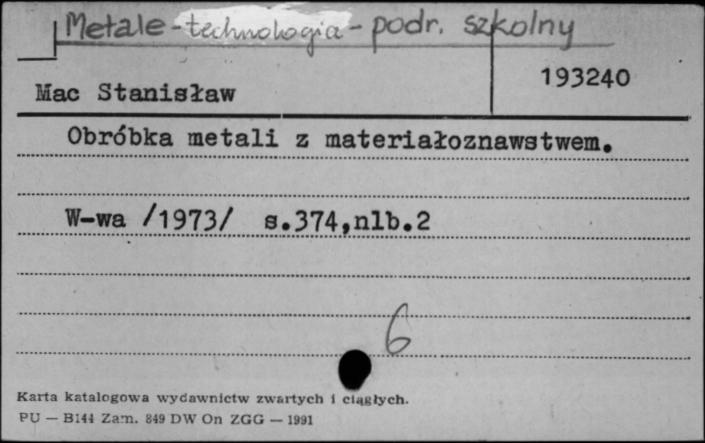 Metale - technologia - podr. szkolny
193240
Mac Stanisław
Obróbka metali z materiałoznawstwem.
W-wa /1973/ s.374,nlb.2
6
Karta katalogowa wydawnictw zwartych i ciągłych.
PU — B144 Zam. 849 DW On ZGG — 1991